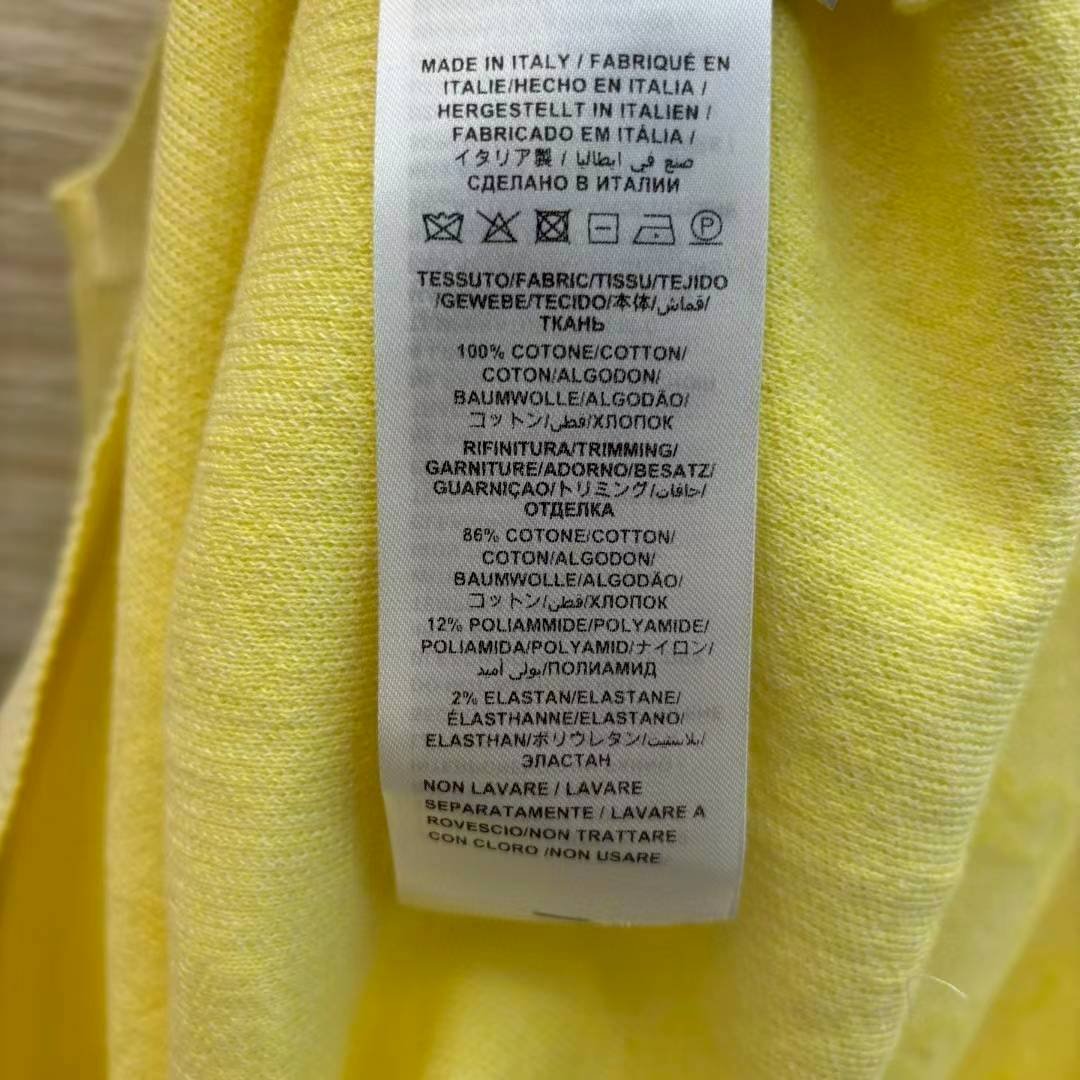 MADE IN ITALY / FABRIQUÉ EN
ITALIE/HECHO EN ITALIA /
HERGESTELLT IN ITALIEN /
FABRICADO EM ITÁLIA /
イタリア製 / صنع في ايطاليا /
СДЕЛАНО В ИТАЛИИ
P
TESSUTO/FABRIC/TISSU/TEJIDO
/GEWEBE/TECIDO/本体/قماش/
ТКАНЬ
100% COTONE/COTTON/
COTON/ALGODON/
BAUMWOLLE/ALGODÃO/
コットン/قطن/ХЛОПОК
RIFINITURA/TRIMMING/
GARNITURE/ADORNO/BESATZ/
GUARNIÇAO/トリミング/حافات/
ОТДЕЛКА
86% COTONE/COTTON/
COTON/ALGODON/
BAUMWOLLE/ALGODÃO/
コットン/قطن/ХЛОПОК
12% POLIAMMIDE/POLYAMIDE/
POLIAMIDA/POLYAMID/ナイロン/
بولي أميد/ПОЛИАМИД
2% ELASTAN/ELASTANE/
ÉLASTHANNE/ELASTANO/
ELASTHAN/ポリウレタン/بلاستين/
ЭЛАСТАН
NON LAVARE / LAVARE
SEPARATAMENTE / LAVARE A
ROVESCIO/NON TRATTARE
CON CLORO /NON USARE